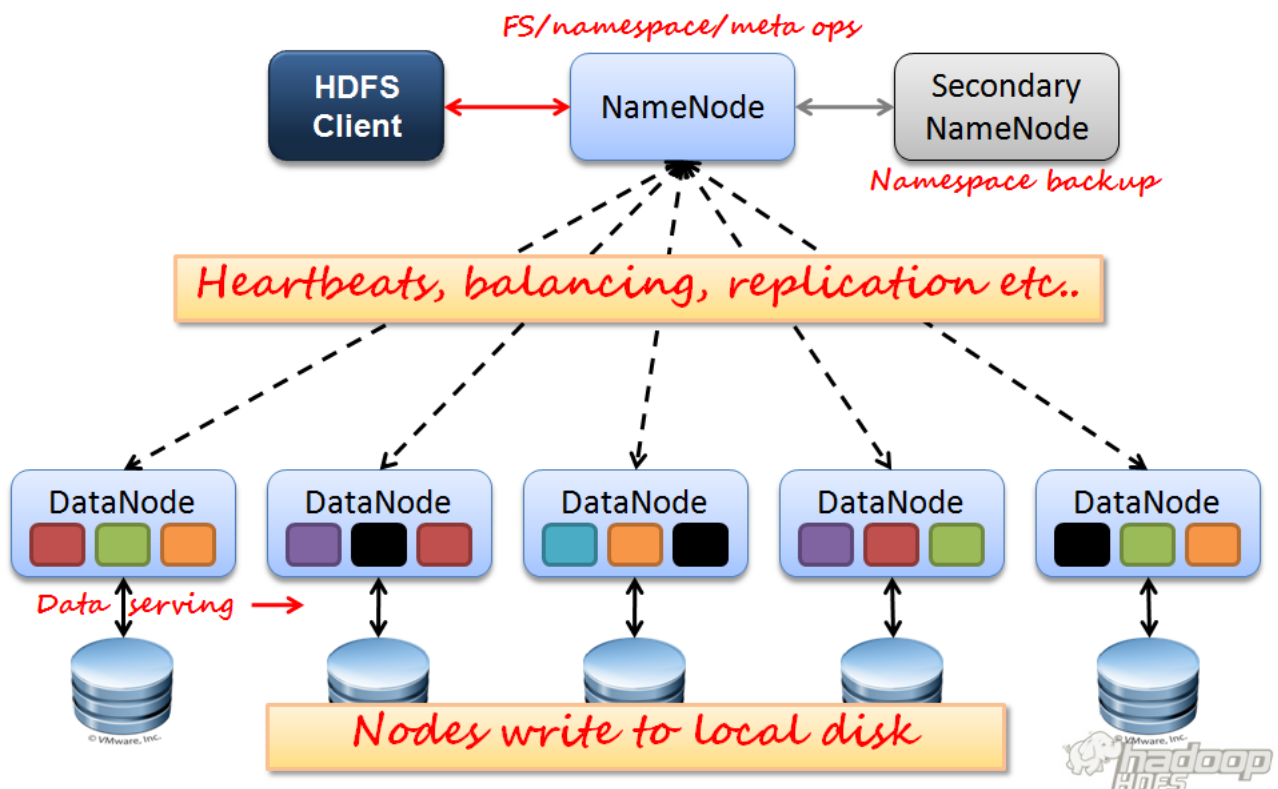 FS/namespace/meta ops
HDFS
Client
NameNode
Secondary
NameNode
Namespace backup
Heartbeats, balancing, replication etc..
DataNode
DataNode
DataNode
DataNode
DataNode
Data serving
Nodes write to local disk
© VMware, Inc.
© VMware, Inc.
hadoop
HDFS